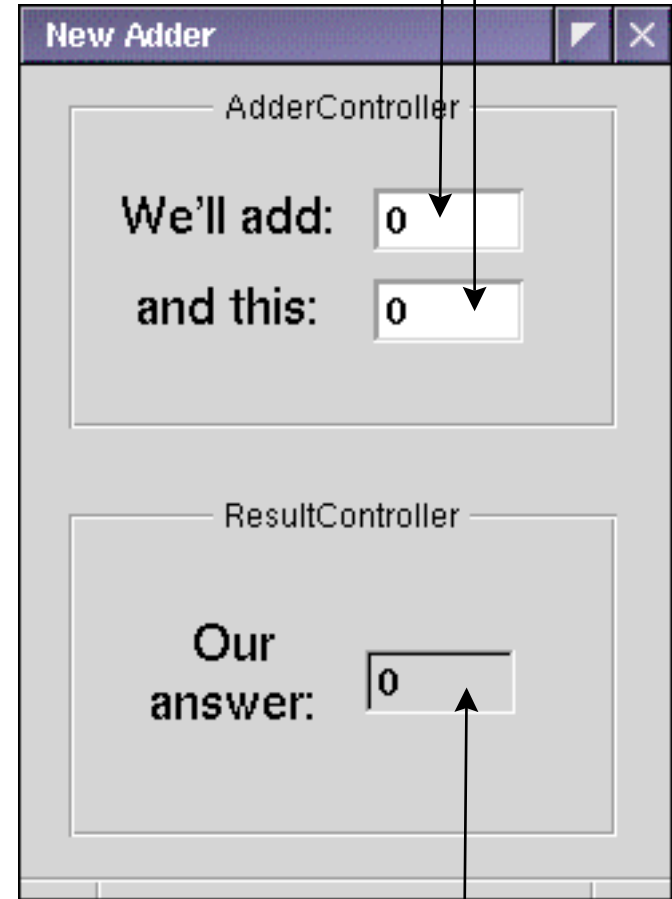 New Adder
AdderController
We'll add: 0
and this: 0
ResultController
Our
answer: 0